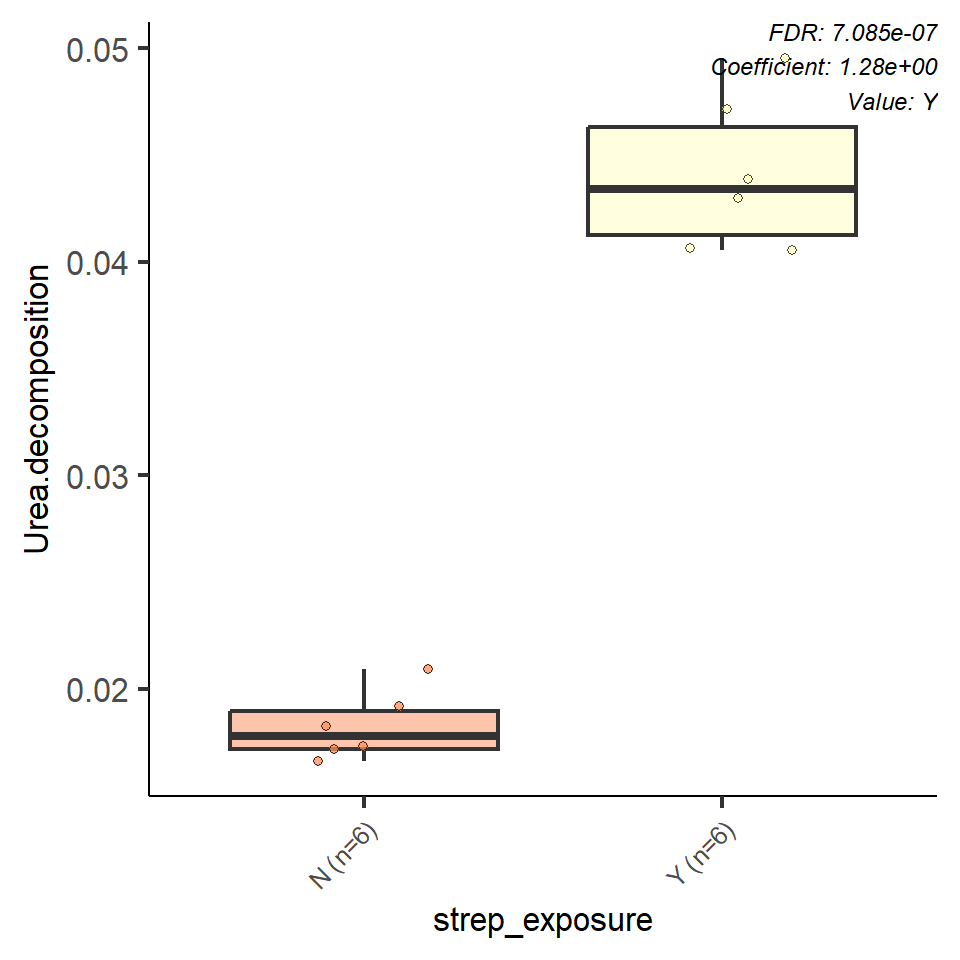 FDR: 7.085e-07
Coefficient: 1.28e+00
Value: Y
0.05
0.04
0.03
0.02
Urea.decomposition
N (n=6)
Y (n=6)
strep_exposure